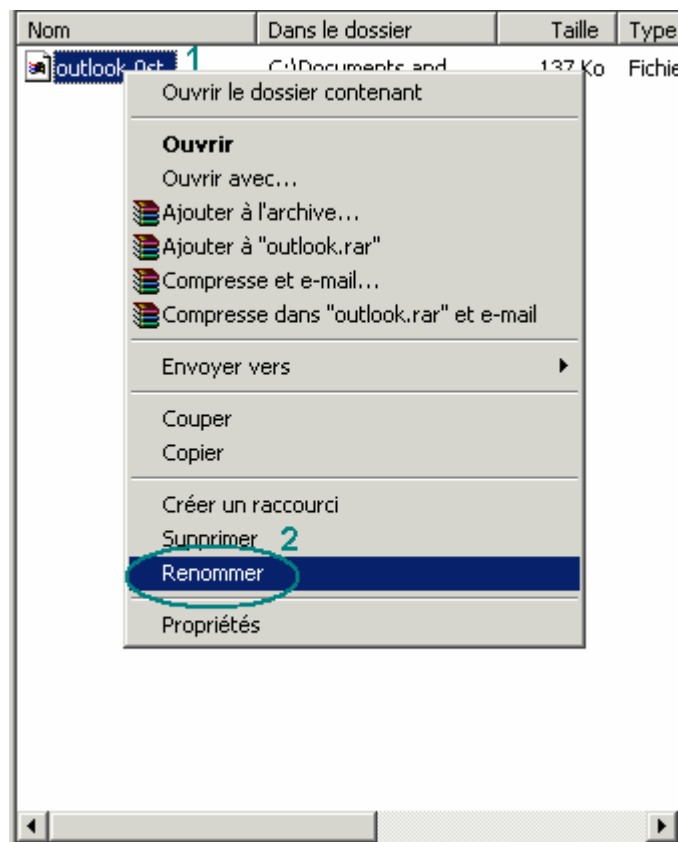 Nom Dans le dossier Taille Type
outlook.0st 1 C:\Documents and 137 Ko Fichie
Ouvrir le dossier contenant
Ouvrir
Ouvrir avec...
Ajouter à l'archive...
Ajouter à "outlook.rar"
Compresse et e-mail...
Compresse dans "outlook.rar" et e-mail
Envoyer vers
Couper
Copier
Créer un raccourci
Supprimer 2
Renommer
Propriétés